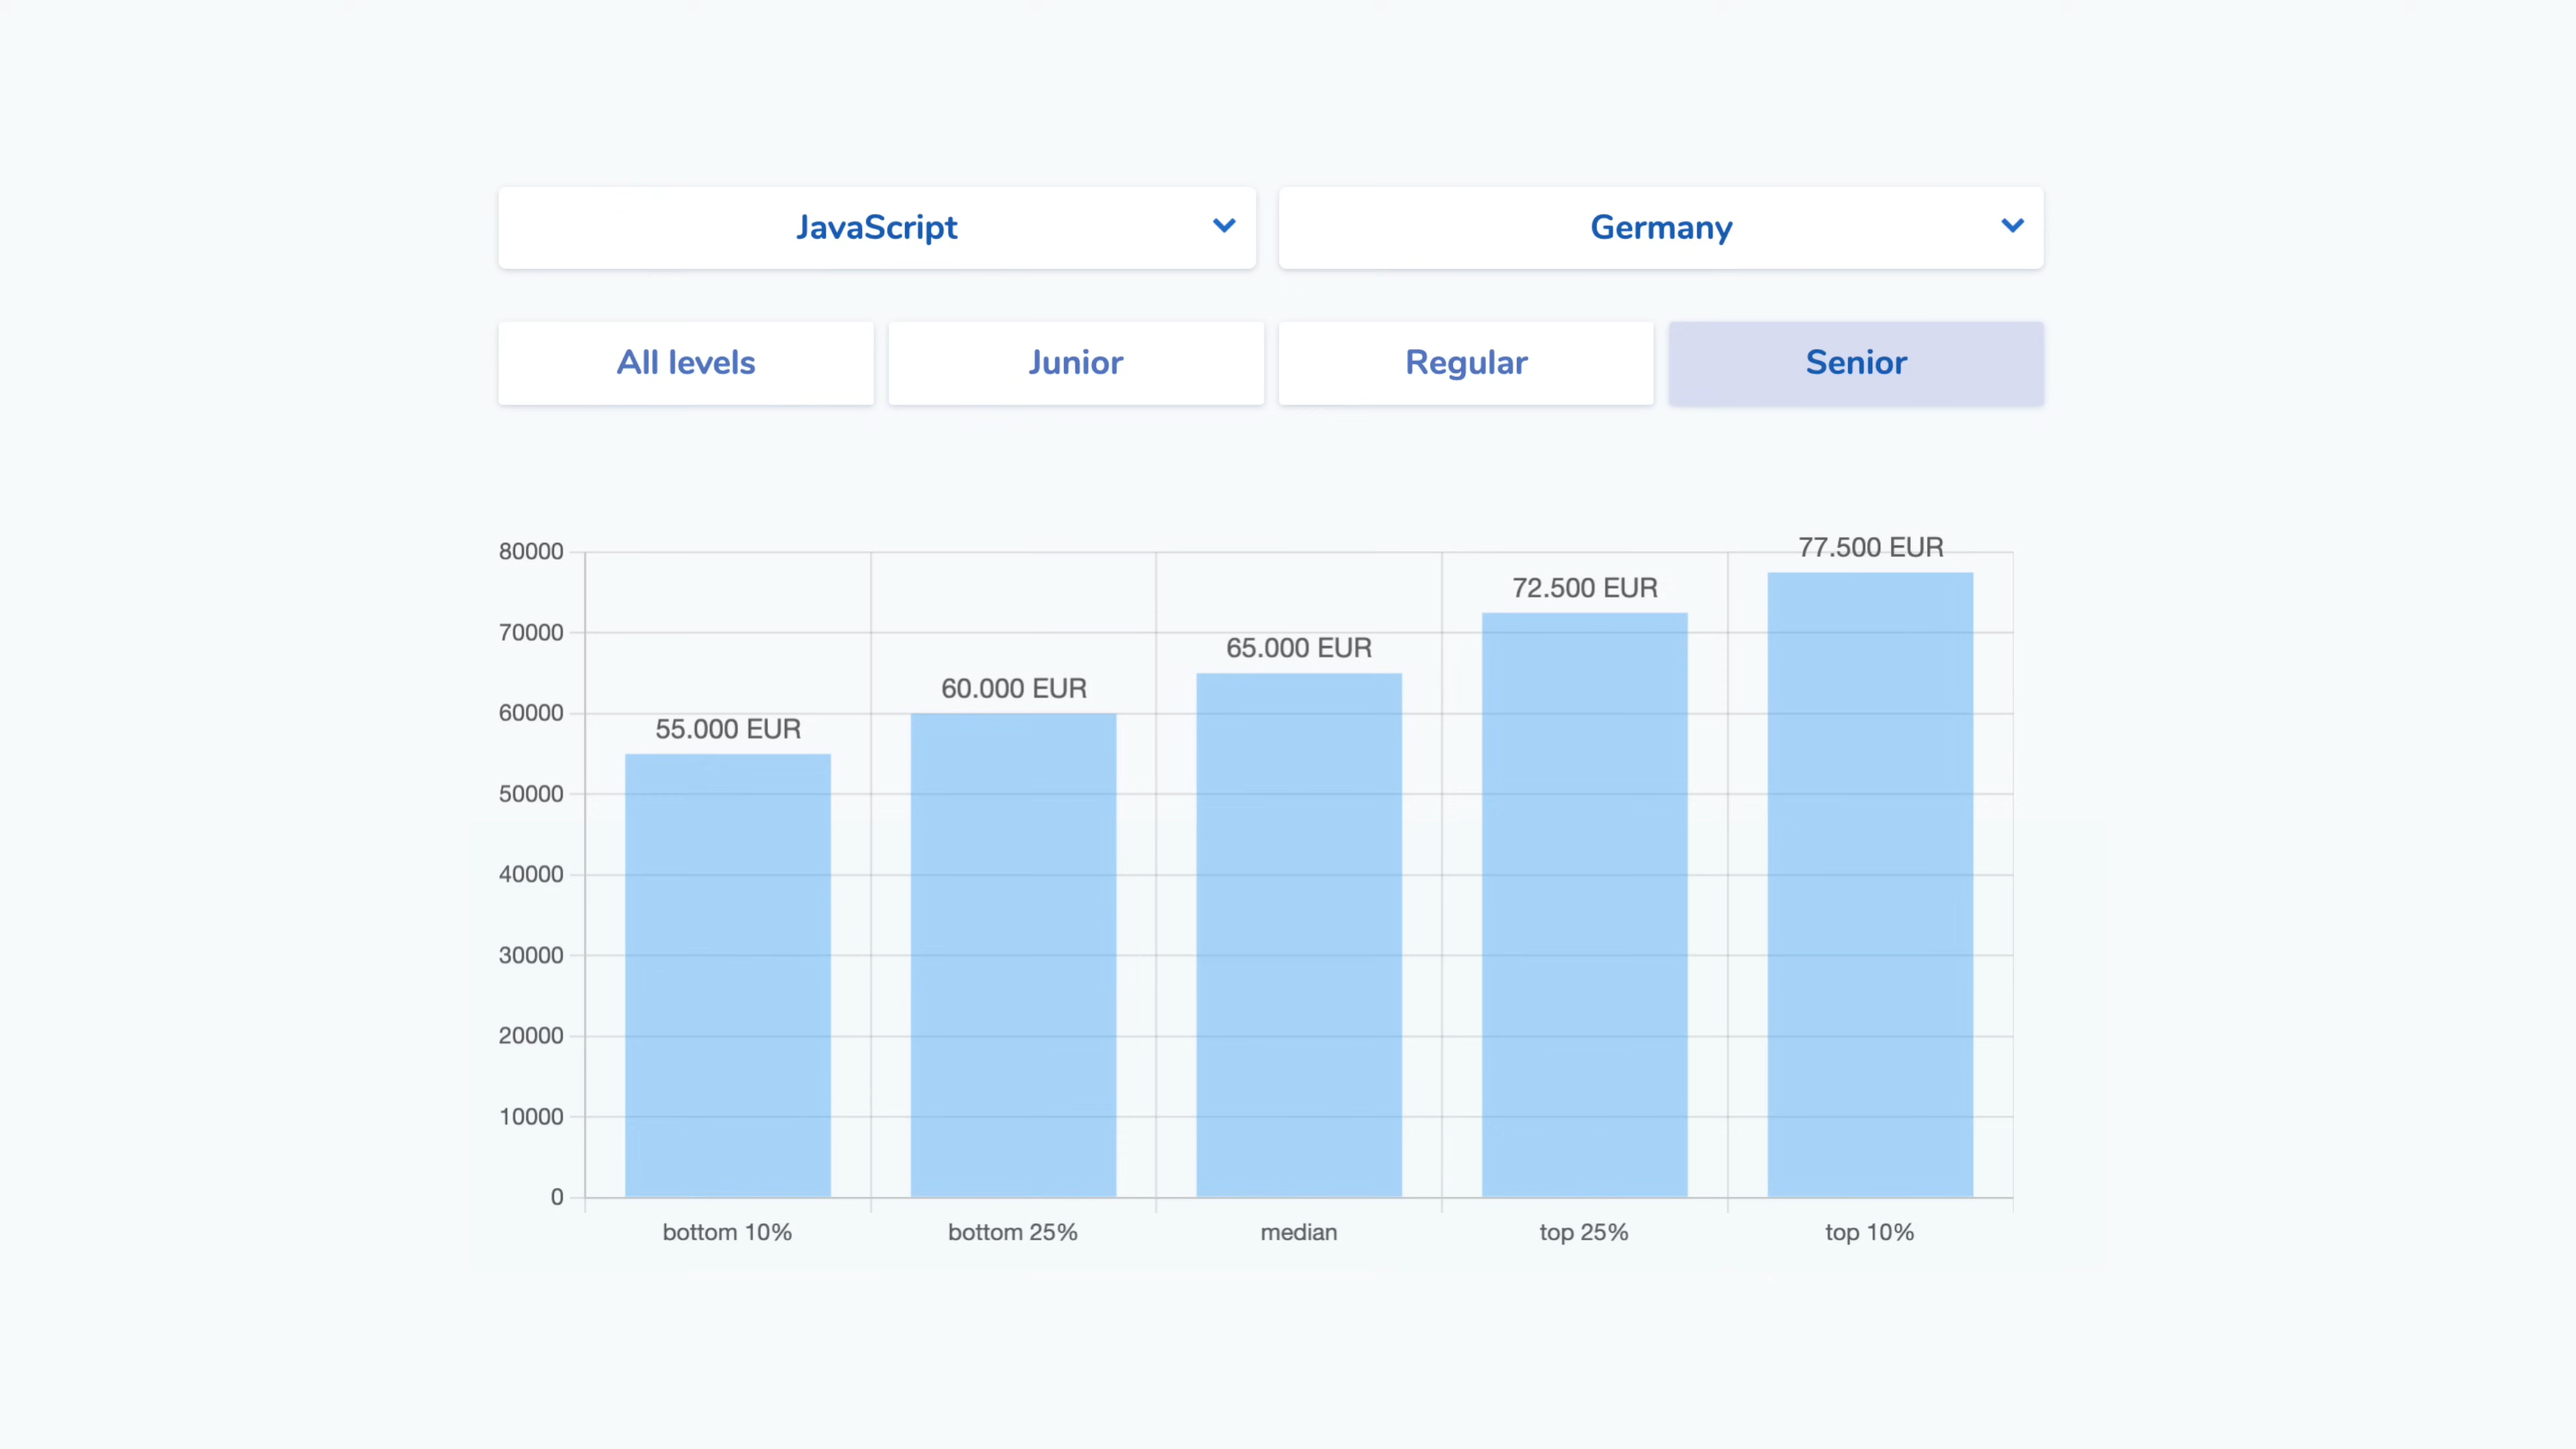 JavaScript
Germany
All levels
Junior
Regular
Senior
80000
70000
60000
50000
40000
30000
20000
10000
0
55.000 EUR
60.000 EUR
65.000 EUR
72.500 EUR
77.500 EUR
bottom 10%
bottom 25%
median
top 25%
top 10%